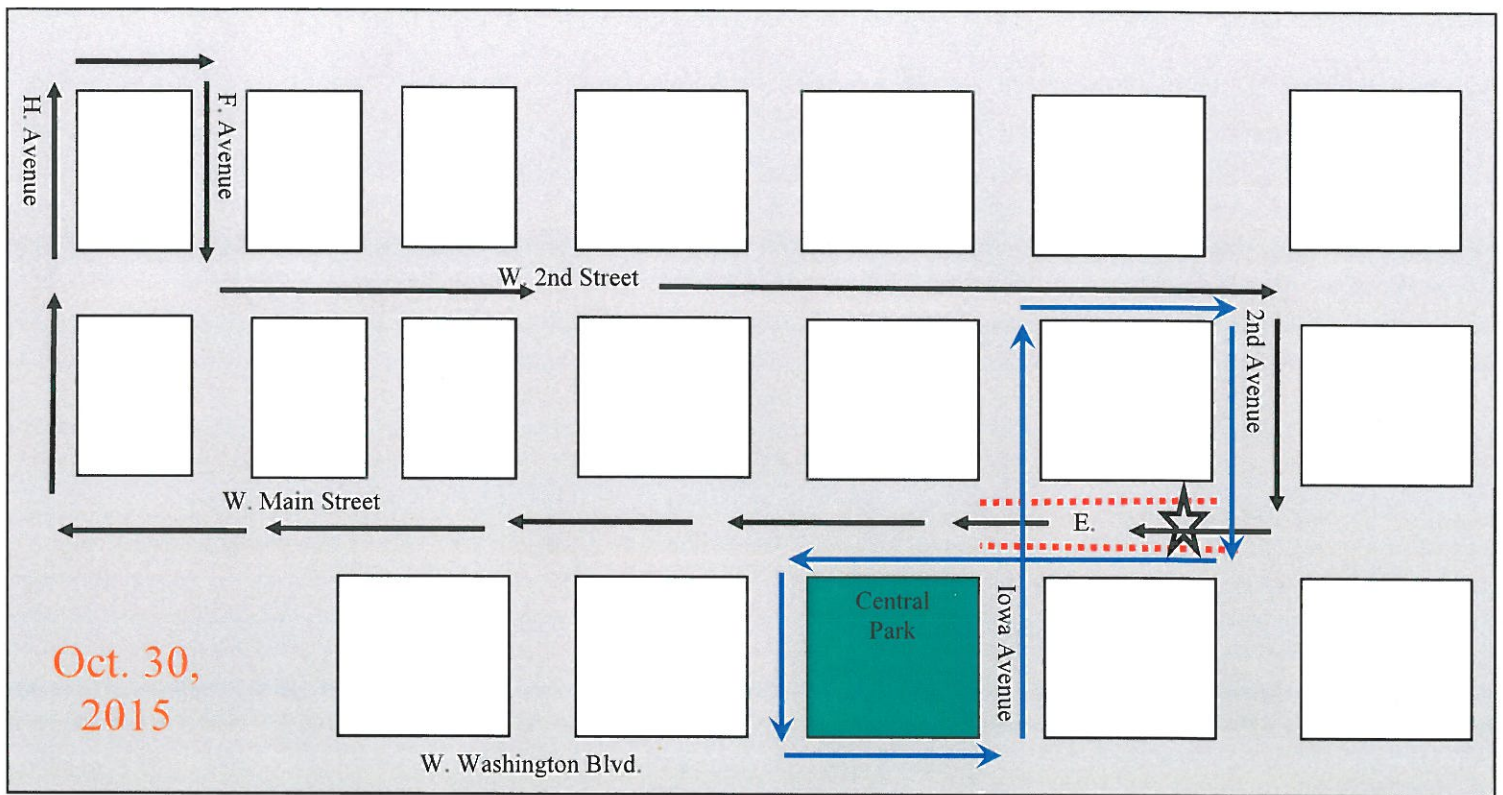 H. Avenue
F. Avenue
W. 2nd Street
2nd Avenue
W. Main Street
E.
Central
Park
Iowa Avenue
Oct. 30,
2015
W. Washington Blvd.